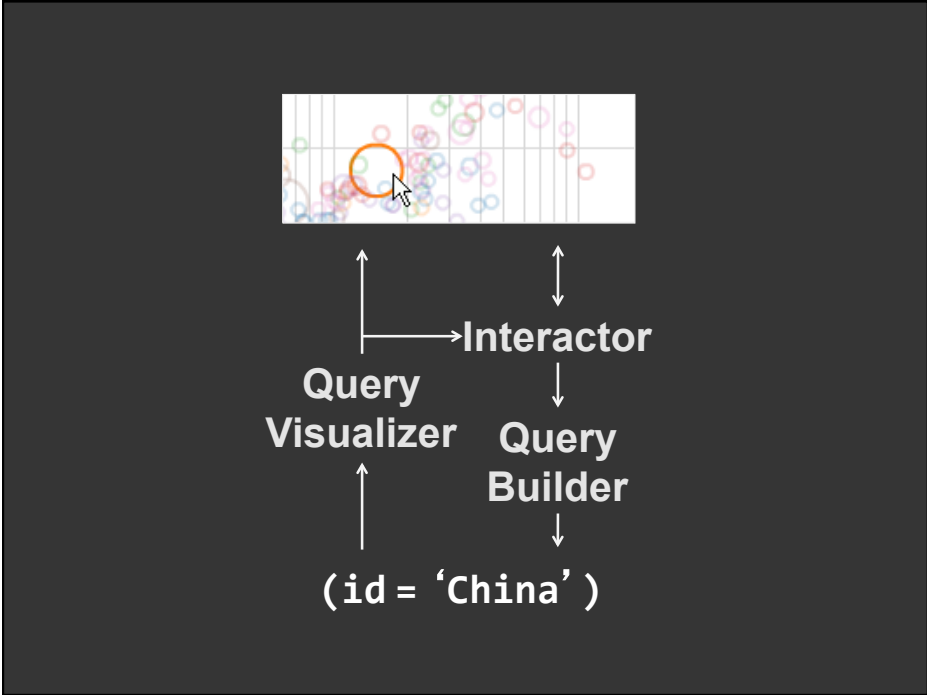 Interactor
Query
Visualizer
Query
Builder
(id = ‘China’)